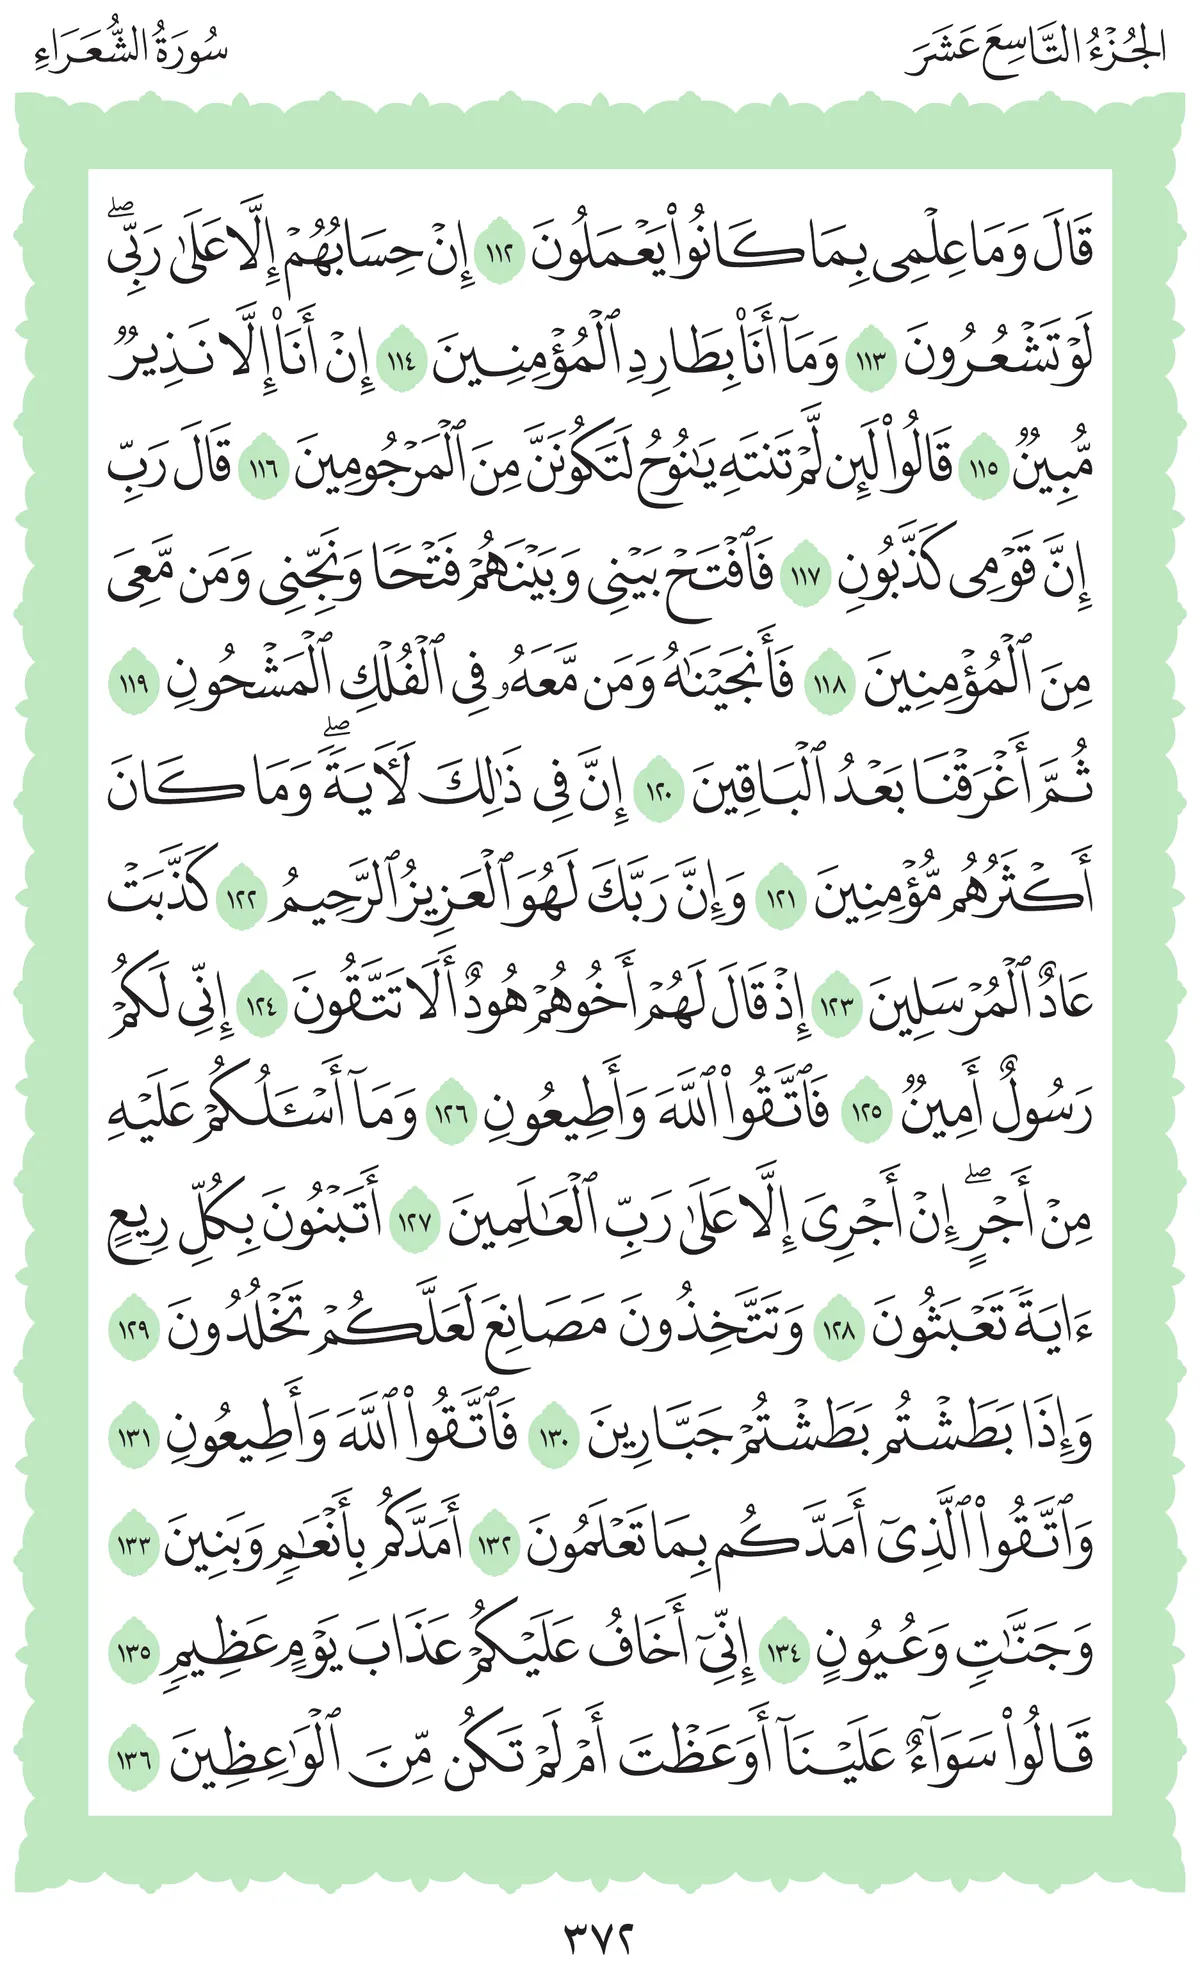 الجُزْءُ التَّاسِعَ عَشَرَ
سُورَةُ الشُّعَرَاءِ
قَالَ وَمَا عِلْمِى بِمَا كَانُوا۟ يَعْمَلُونَ ١١٢ إِنْ حِسَابُهُمْ إِلَّا عَلَىٰ رَبِّىۖ
لَوْ تَشْعُرُونَ ١١٣ وَمَآ أَنَا۠ بِطَارِدِ ٱلْمُؤْمِنِينَ ١١٤ إِنْ أَنَا۠ إِلَّا نَذِيرٌ
مُّبِينٌ ١١٥ قَالُوا۟ لَئِن لَّمْ تَنتَهِ يَـٰنُوحُ لَتَكُونَنَّ مِنَ ٱلْمَرْجُومِينَ ١١٦ قَالَ رَبِّ
إِنَّ قَوْمِى كَذَّبُونِ ١١٧ فَٱفْتَحْ بَيْنِى وَبَيْنَهُمْ فَتْحًا وَنَجِّنِى وَمَن مَّعِىَ
مِنَ ٱلْمُؤْمِنِينَ ١١٨ فَأَنجَيْنَـٰهُ وَمَن مَّعَهُۥ فِى ٱلْفُلْكِ ٱلْمَشْحُونِ ١١٩
ثُمَّ أَغْرَقْنَا بَعْدُ ٱلْبَاقِينَ ١٢٠ إِنَّ فِى ذَٰلِكَ لَـَٔايَةًۖ وَمَا كَانَ
أَكْثَرُهُم مُّؤْمِنِينَ ١٢١ وَإِنَّ رَبَّكَ لَهُوَ ٱلْعَزِيزُ ٱلرَّحِيمُ ١٢٢ كَذَّبَتْ
عَادٌ ٱلْمُرْسَلِينَ ١٢٣ إِذْ قَالَ لَهُمْ أَخُوهُمْ هُودٌ أَلَا تَتَّقُونَ ١٢٤ إِنِّى لَكُمْ
رَسُولٌ أَمِينٌ ١٢٥ فَٱتَّقُوا۟ ٱللَّهَ وَأَطِيعُونِ ١٢٦ وَمَآ أَسْـَٔلُكُمْ عَلَيْهِ
مِنْ أَجْرٍۖ إِنْ أَجْرِىَ إِلَّا عَلَىٰ رَبِّ ٱلْعَـٰلَمِينَ ١٢٧ أَتَبْنُونَ بِكُلِّ رِيعٍ
ءَايَةً تَعْبَثُونَ ١٢٨ وَتَتَّخِذُونَ مَصَانِعَ لَعَلَّكُمْ تَخْلُدُونَ ١٢٩
وَإِذَا بَطَشْتُم بَطَشْتُمْ جَبَّارِينَ ١٣٠ فَٱتَّقُوا۟ ٱللَّهَ وَأَطِيعُونِ ١٣١
وَٱتَّقُوا۟ ٱلَّذِىٓ أَمَدَّكُم بِمَا تَعْلَمُونَ ١٣٢ أَمَدَّكُم بِأَنْعَـٰمٍ وَبَنِينَ ١٣٣
وَجَنَّـٰتٍ وَعُيُونٍ ١٣٤ إِنِّىٓ أَخَافُ عَلَيْكُمْ عَذَابَ يَوْمٍ عَظِيمٍ ١٣٥
قَالُوا۟ سَوَآءٌ عَلَيْنَآ أَوَعَظْتَ أَمْ لَمْ تَكُن مِّنَ ٱلْوَٰعِظِينَ ١٣٦
٣٧٢